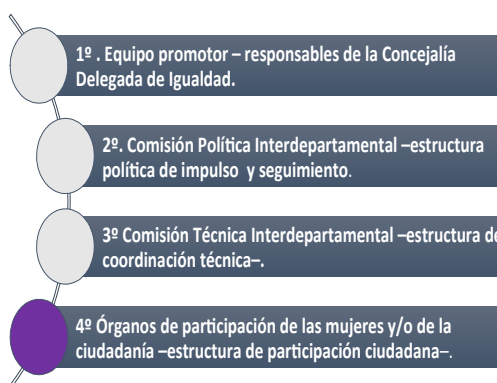 1º . Equipo promotor – responsables de la Concejalía
Delegada de Igualdad.
2º. Comisión Política Interdepartamental –estructura
política de impulso y seguimiento.
3º Comisión Técnica Interdepartamental –estructura de
coordinación técnica–.
4º Órganos de participación de las mujeres y/o de la
ciudadanía –estructura de participación ciudadana–.